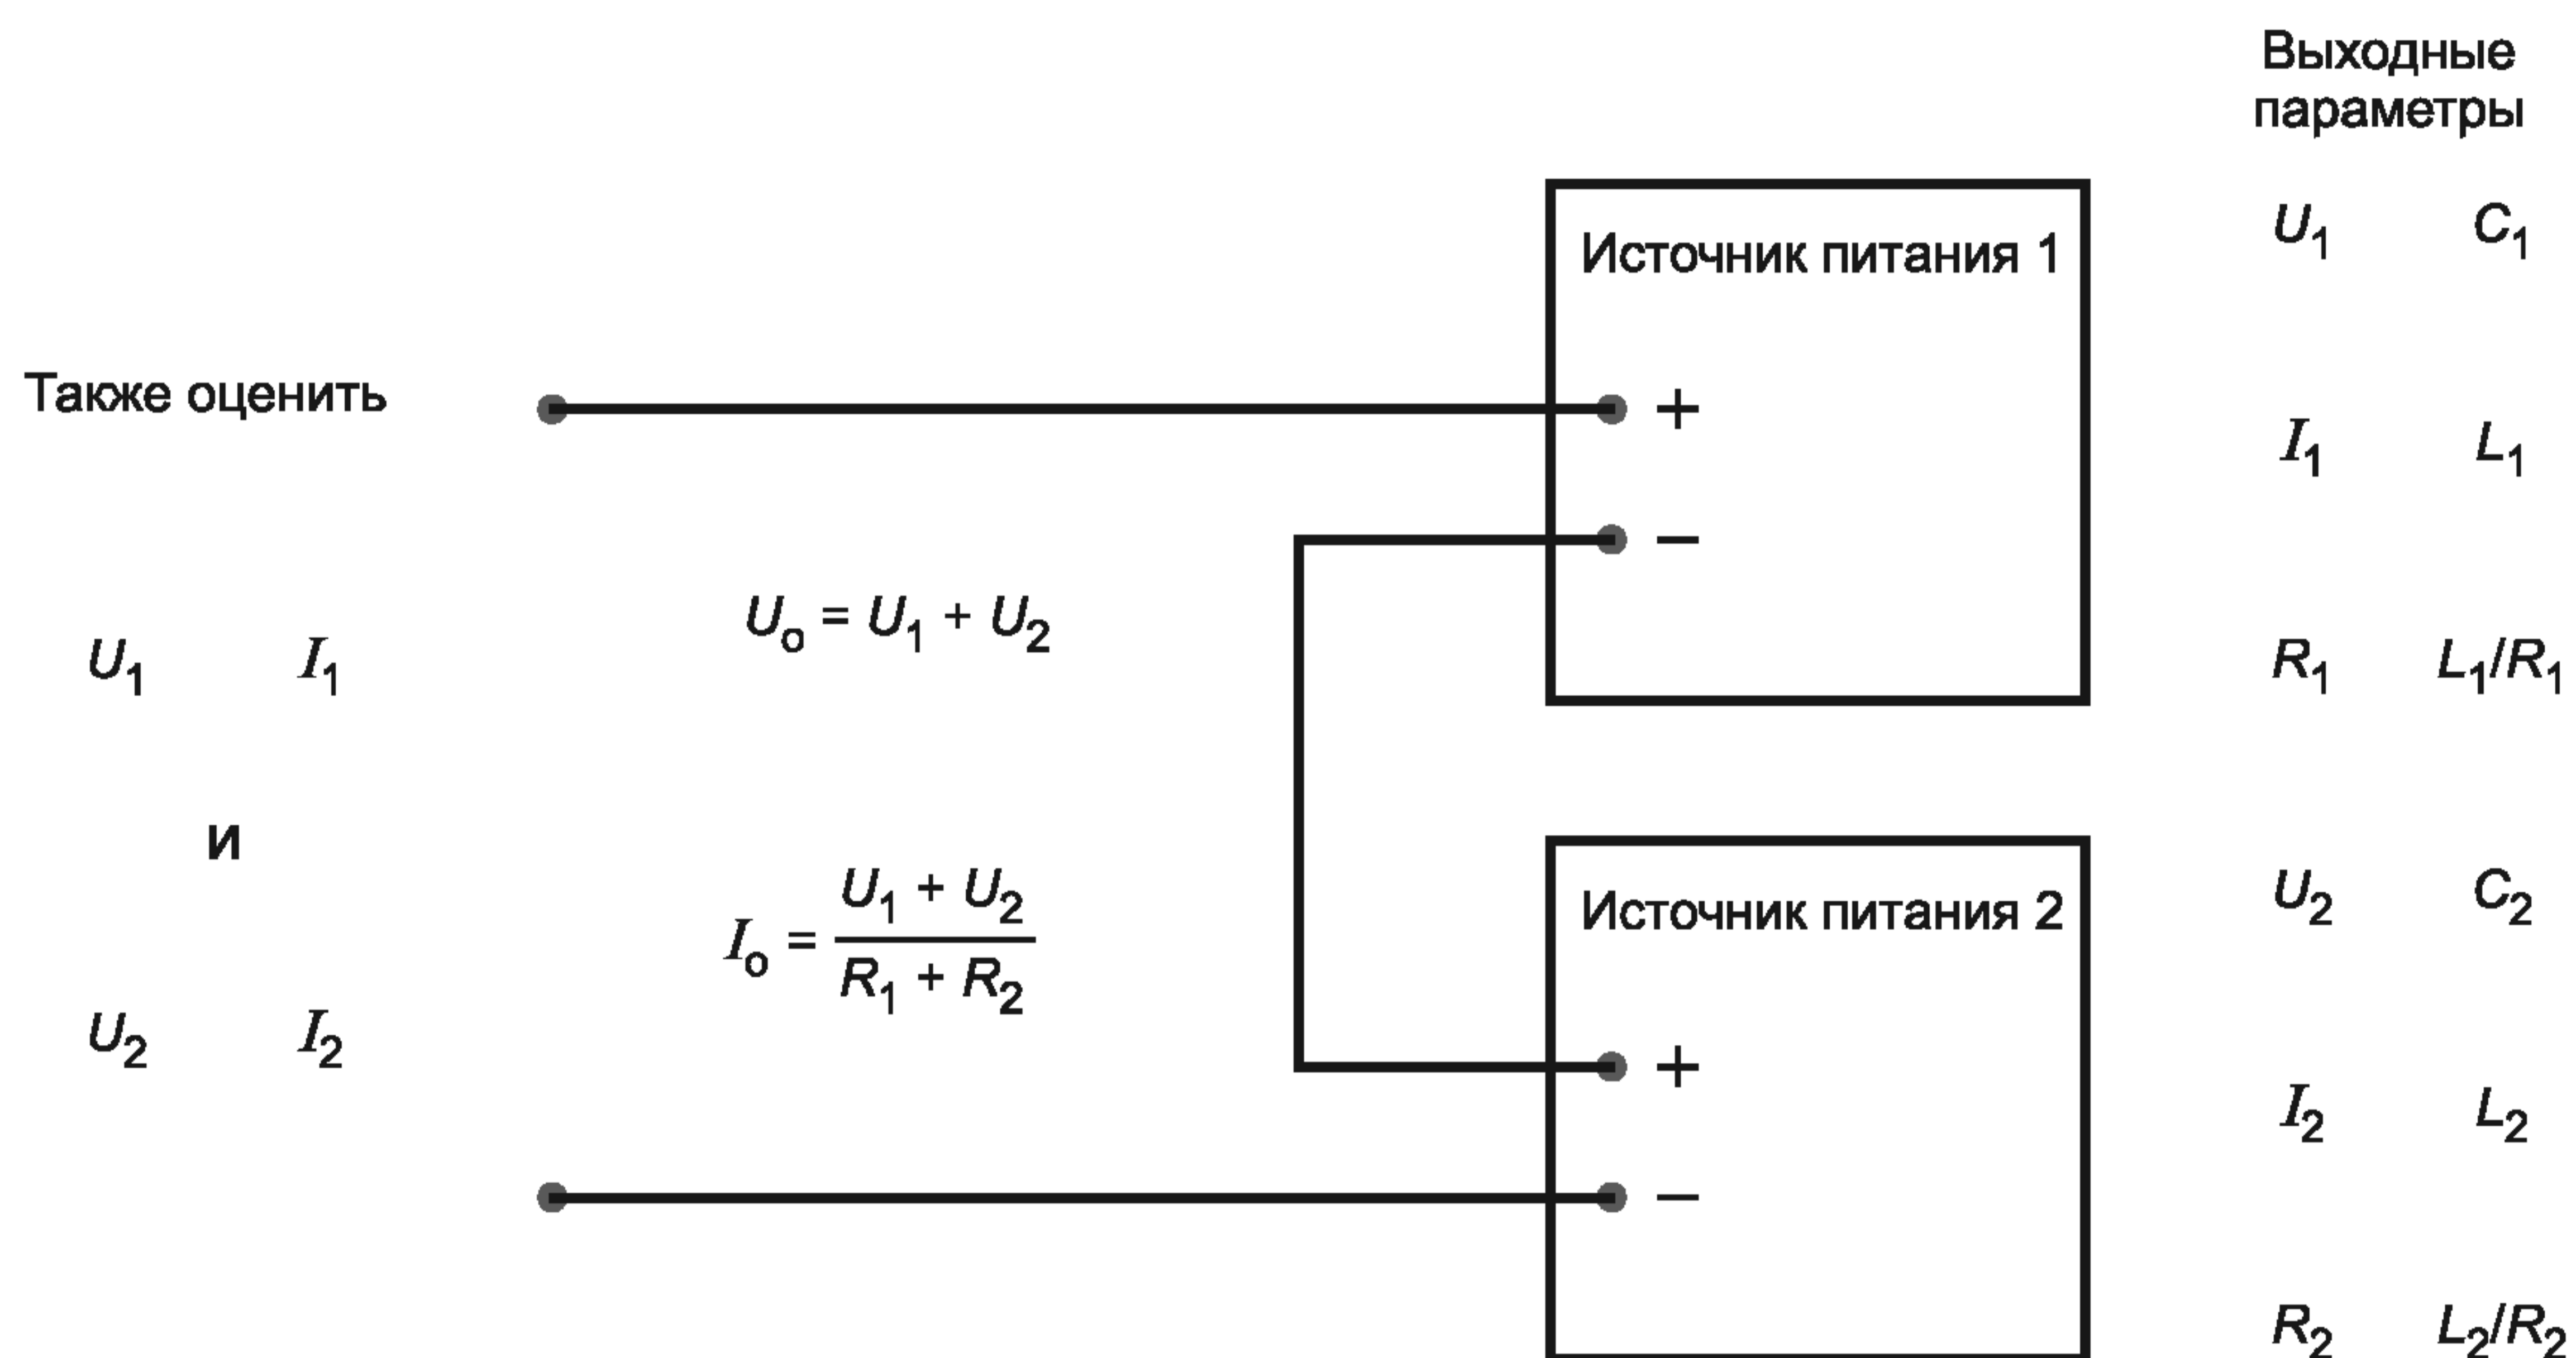 Выходные
параметры
Источник питания 1
U₁ C₁
Также оценить
+
I₁ L₁
−
Uₒ = U₁ + U₂
U₁ I₁
R₁ L₁/R₁
и
Iₒ = (U₁ + U₂)/(R₁ + R₂)
Источник питания 2
U₂ C₂
U₂ I₂
+
I₂ L₂
−
R₂ L₂/R₂